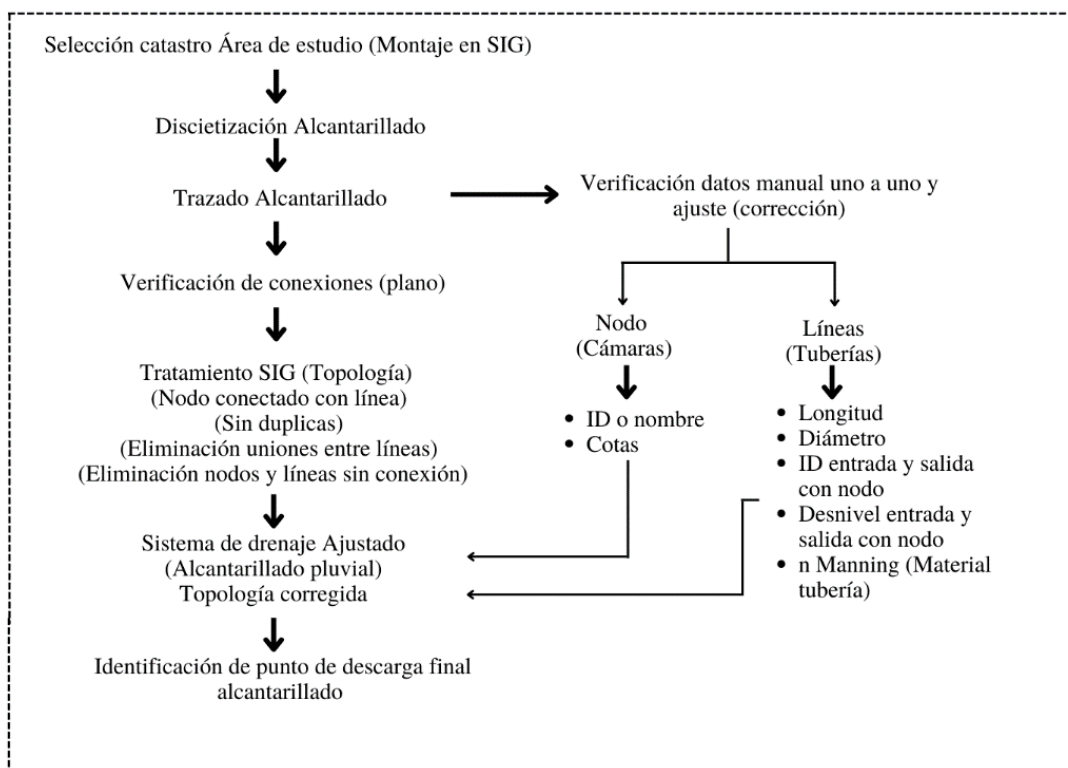 Selección catastro Área de estudio (Montaje en SIG)
Discietización Alcantarillado
Trazado Alcantarillado
Verificación de conexiones (plano)
Tratamiento SIG (Topología)
(Nodo conectado con línea)
(Sin duplicas)
(Eliminación uniones entre líneas)
(Eliminación nodos y líneas sin conexión)
Sistema de drenaje Ajustado
(Alcantarillado pluvial)
Topología corregida
Identificación de punto de descarga final
alcantarillado
Verificación datos manual uno a uno y
ajuste (corrección)
Nodo
(Cámaras)
• ID o nombre
• Cotas
Líneas
(Tuberías)
• Longitud
• Diámetro
• ID entrada y salida
con nodo
• Desnivel entrada y
salida con nodo
• n Manning (Material
tubería)